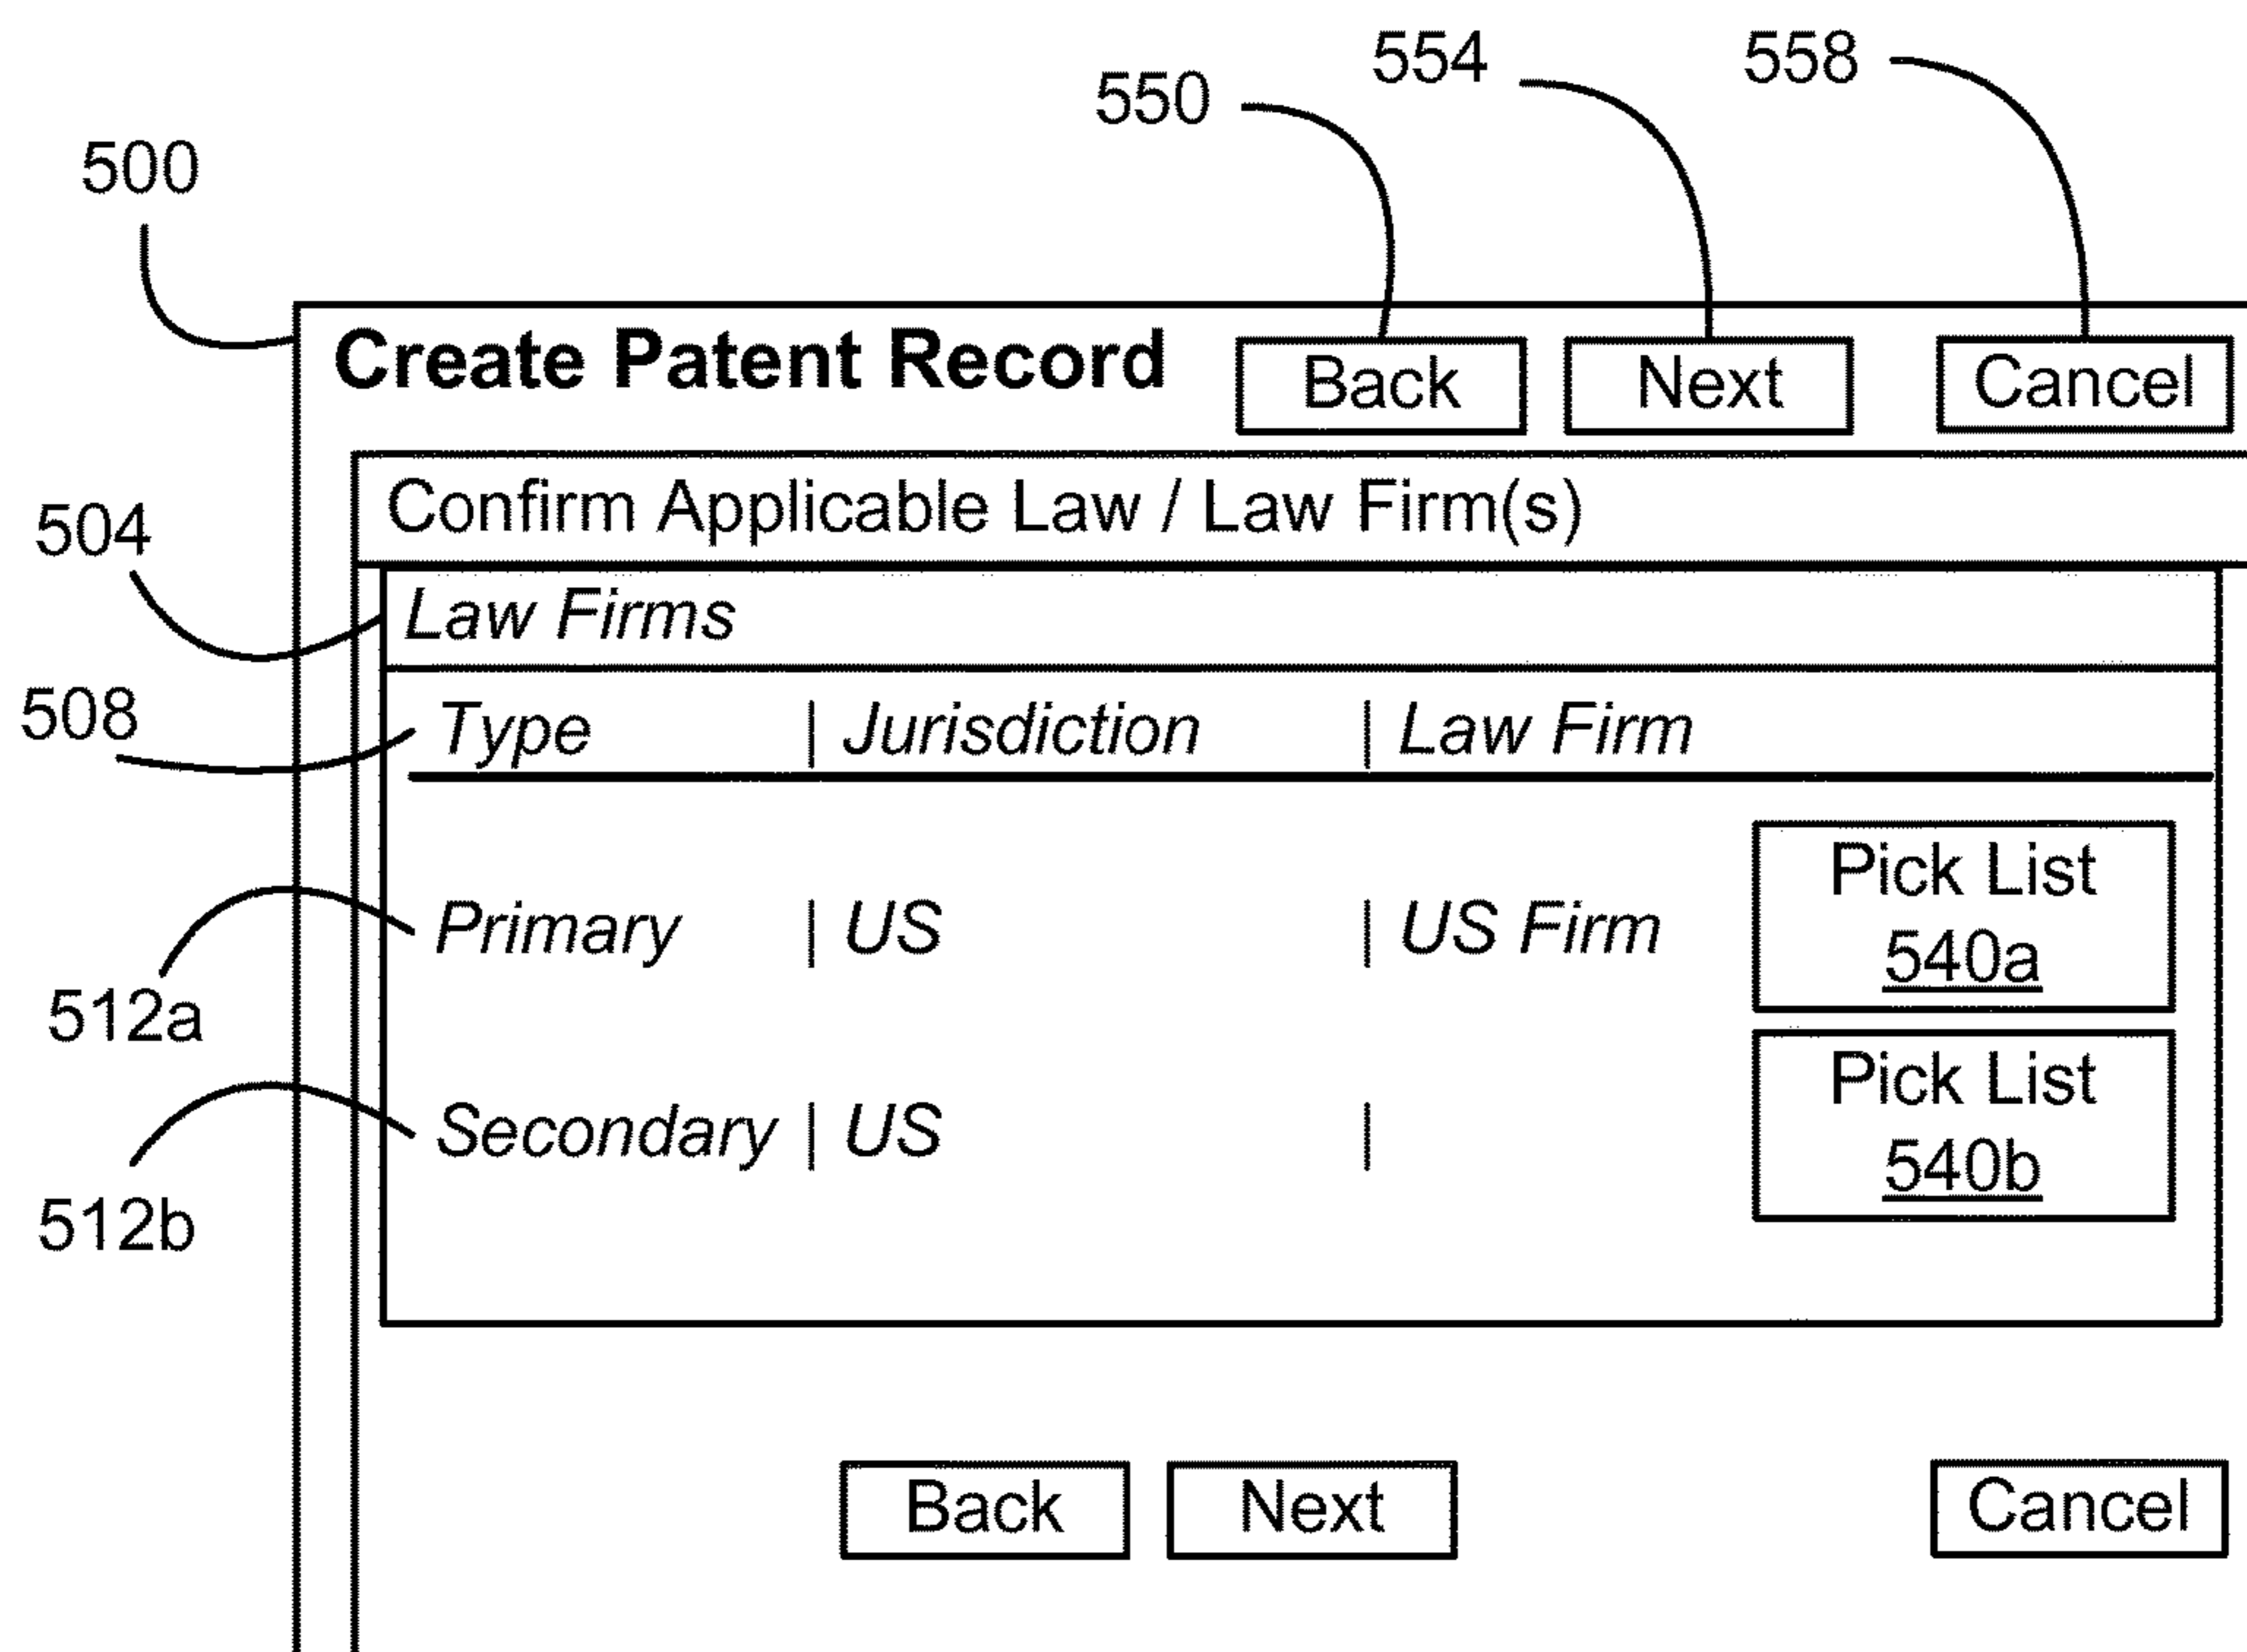 554
558
550
500
Create Patent Record Back Next Cancel
Confirm Applicable Law / Law Firm(s)
504
Law Firms
508
Type | Jurisdiction | Law Firm
Pick List
540a
Primary | US | US Firm
512a
Pick List
540b
Secondary | US |
512b
Back Next Cancel